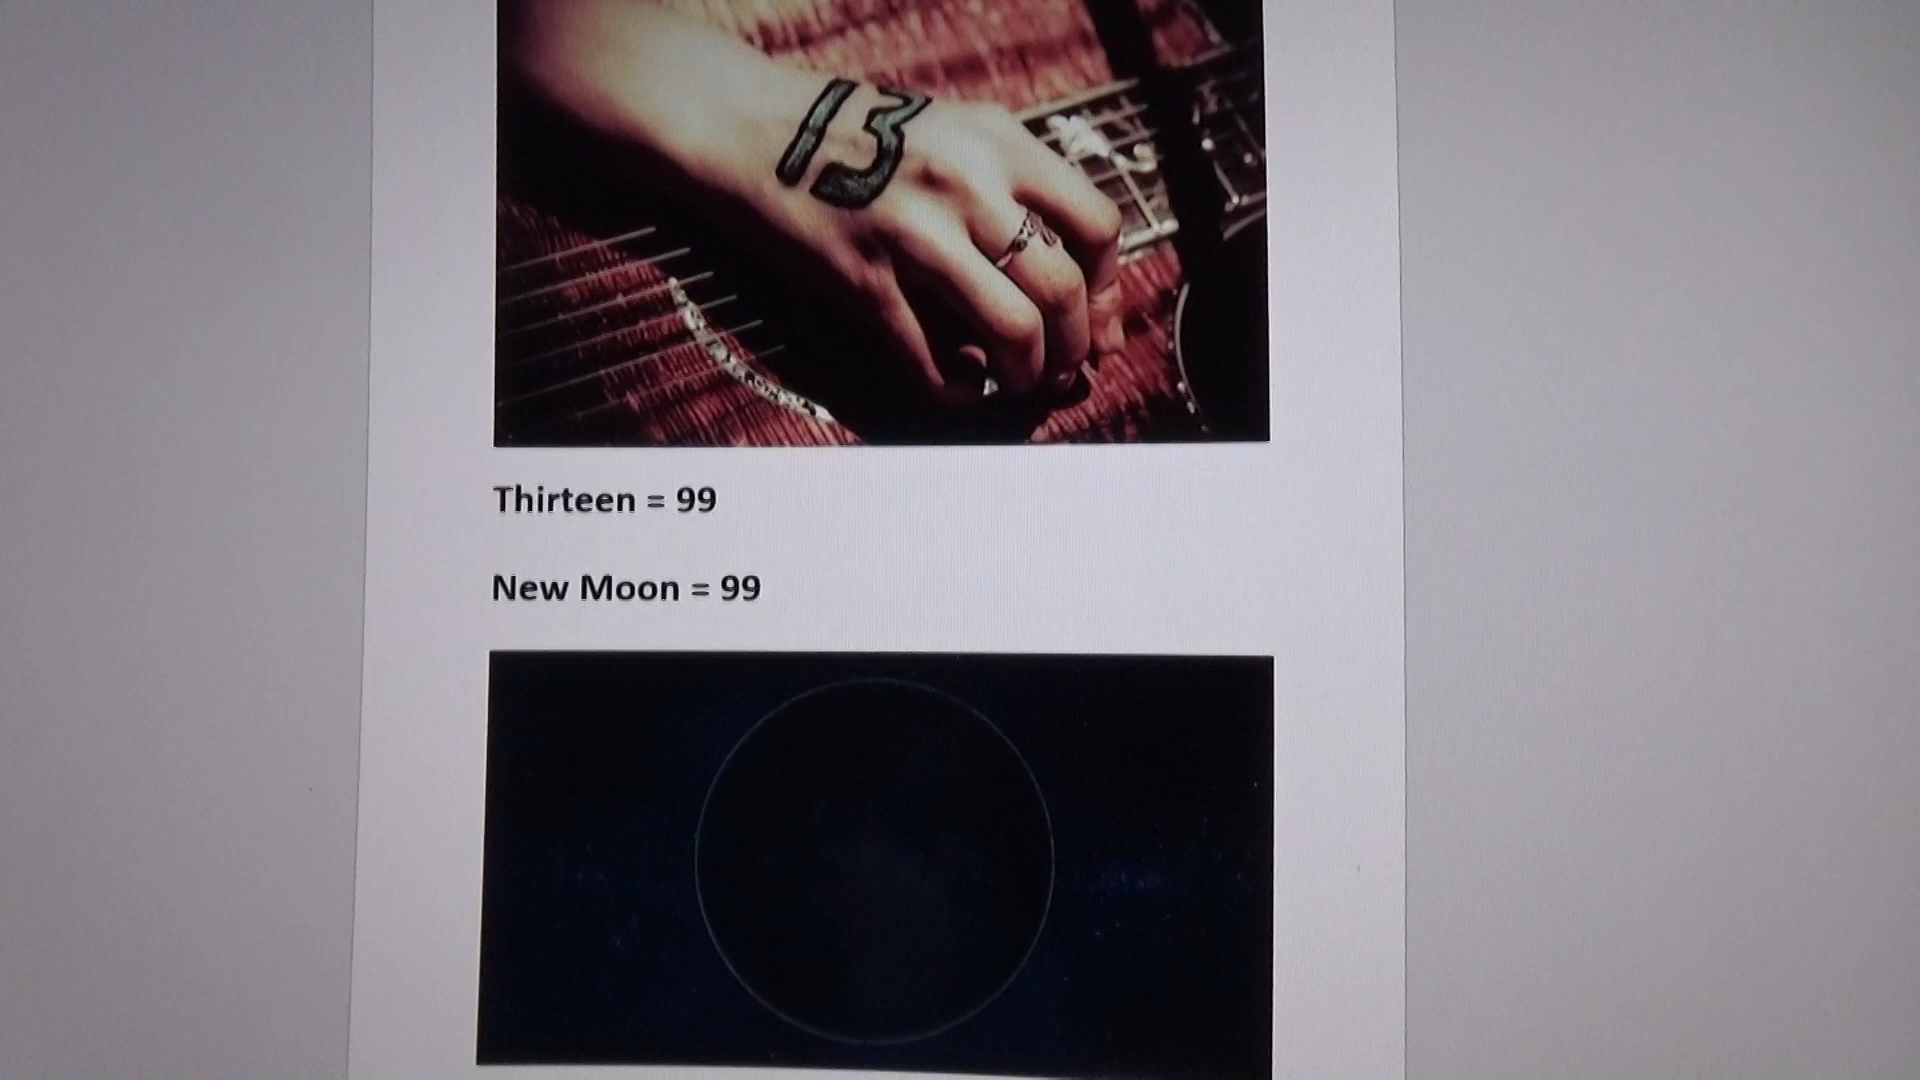 13
Thirteen = 99
New Moon = 99